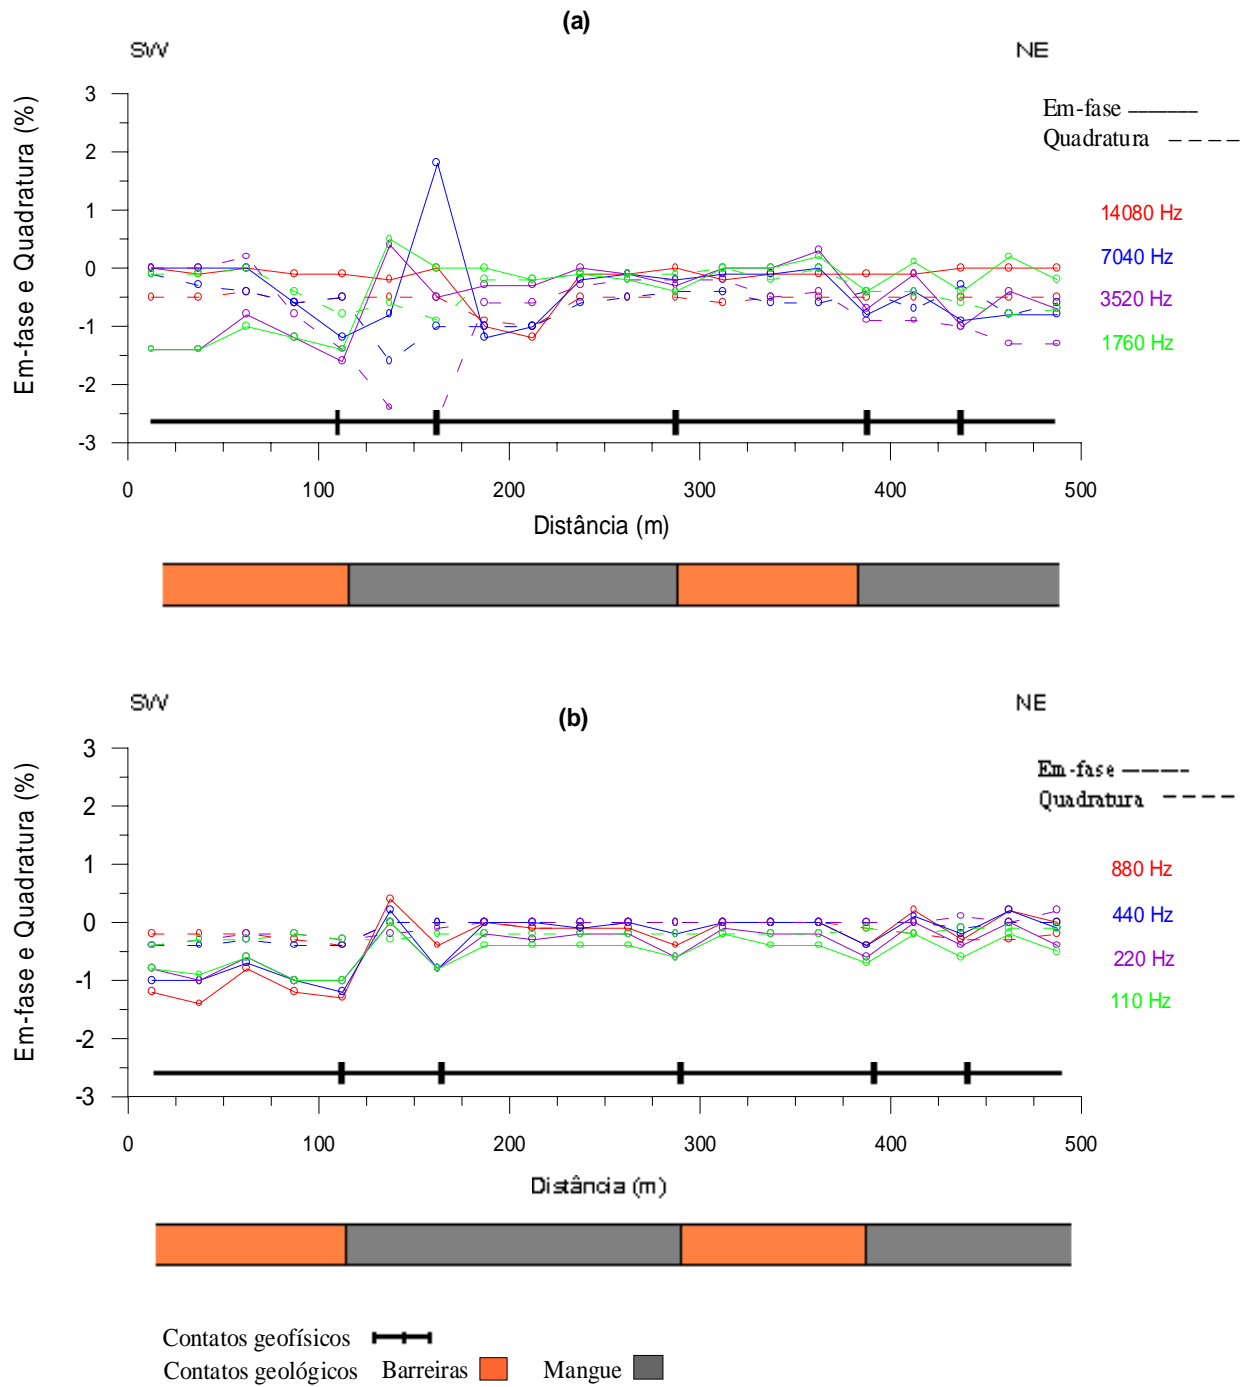 (a)
SW NE
Em-fase e Quadratura (%)
3
2
1
0
-1
-2
-3
0 100 200 300 400 500
Distância (m)
Em-fase
Quadratura
14080 Hz
7040 Hz
3520 Hz
1760 Hz
SW NE
(b)
Em-fase e Quadratura (%)
3
2
1
0
-1
-2
-3
0 100 200 300 400 500
Distância (m)
Em-fase
Quadratura
880 Hz
440 Hz
220 Hz
110 Hz
Contatos geofísicos
Contatos geológicos Barreiras Mangue